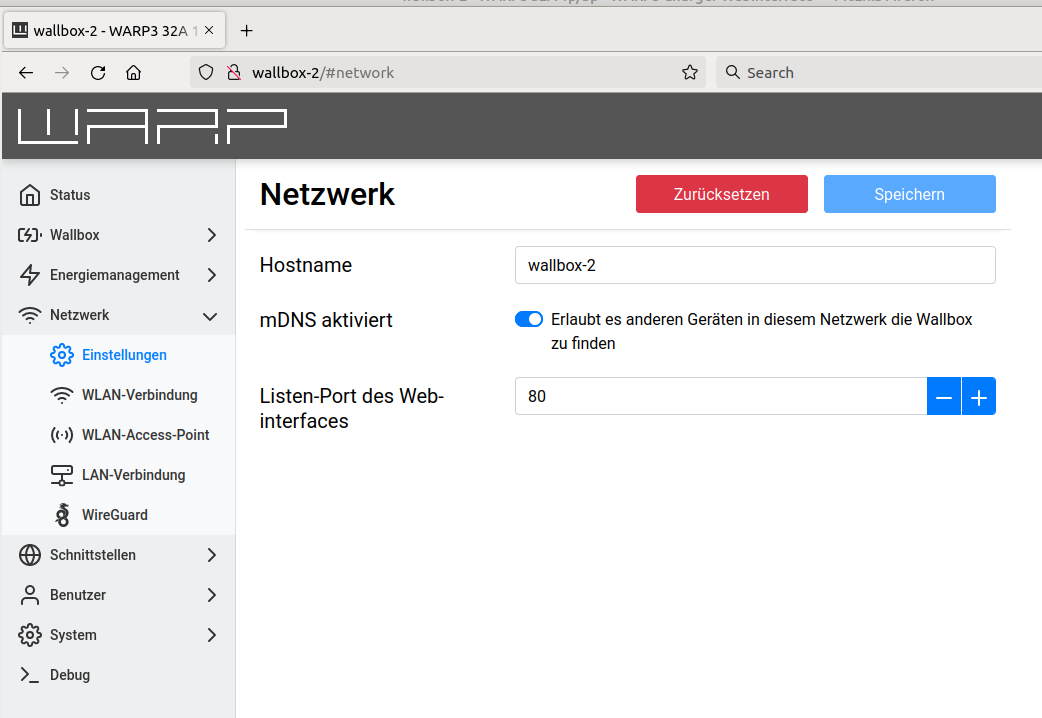 wallbox-2 - WARP3 32A
wallbox-2/#network
Search
WARP
Status
Wallbox
Energiemanagement
Netzwerk
Einstellungen
WLAN-Verbindung
WLAN-Access-Point
LAN-Verbindung
WireGuard
Schnittstellen
Benutzer
System
Debug
Netzwerk
Zurücksetzen
Speichern
Hostname
wallbox-2
mDNS aktiviert
Erlaubt es anderen Geräten in diesem Netzwerk die Wallbox
zu finden
Listen-Port des Web-
interfaces
80